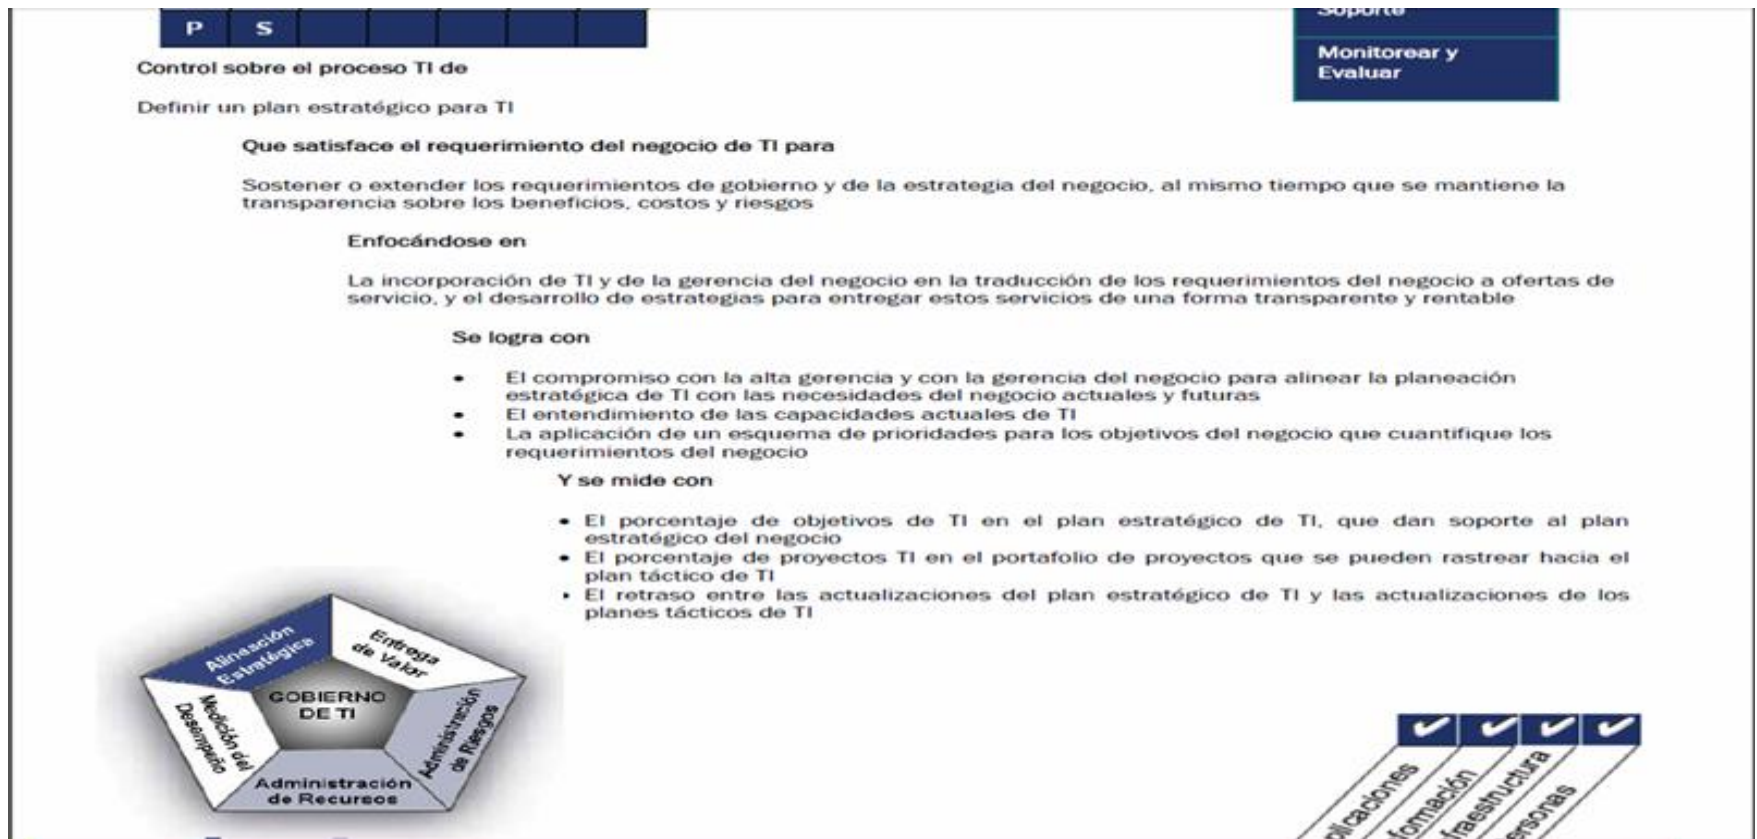 P S
Soporte
Monitorear y
Evaluar
Control sobre el proceso TI de
Definir un plan estratégico para TI
Que satisface el requerimiento del negocio de TI para
Sostener o extender los requerimientos de gobierno y de la estrategia del negocio, al mismo tiempo que se mantiene la
transparencia sobre los beneficios, costos y riesgos
Enfocándose en
La incorporación de TI y de la gerencia del negocio en la traducción de los requerimientos del negocio a ofertas de
servicio, y el desarrollo de estrategias para entregar estos servicios de una forma transparente y rentable
Se logra con
• El compromiso con la alta gerencia y con la gerencia del negocio para alinear la planeación
estratégica de TI con las necesidades del negocio actuales y futuras
• El entendimiento de las capacidades actuales de TI
• La aplicación de un esquema de prioridades para los objetivos del negocio que cuantifique los
requerimientos del negocio
Y se mide con
• El porcentaje de objetivos de TI en el plan estratégico de TI, que dan soporte al plan
estratégico del negocio
• El porcentaje de proyectos TI en el portafolio de proyectos que se pueden rastrear hacia el
plan táctico de TI
• El retraso entre las actualizaciones del plan estratégico de TI y las actualizaciones de los
planes tácticos de TI
Alineación
Estratégica
Entrega
de Valor
GOBIERNO
DE TI
Medición del
Desempeño
Administración
de Riesgos
Administración
de Recursos
plicaciones
formación
fraestructura
ersonas